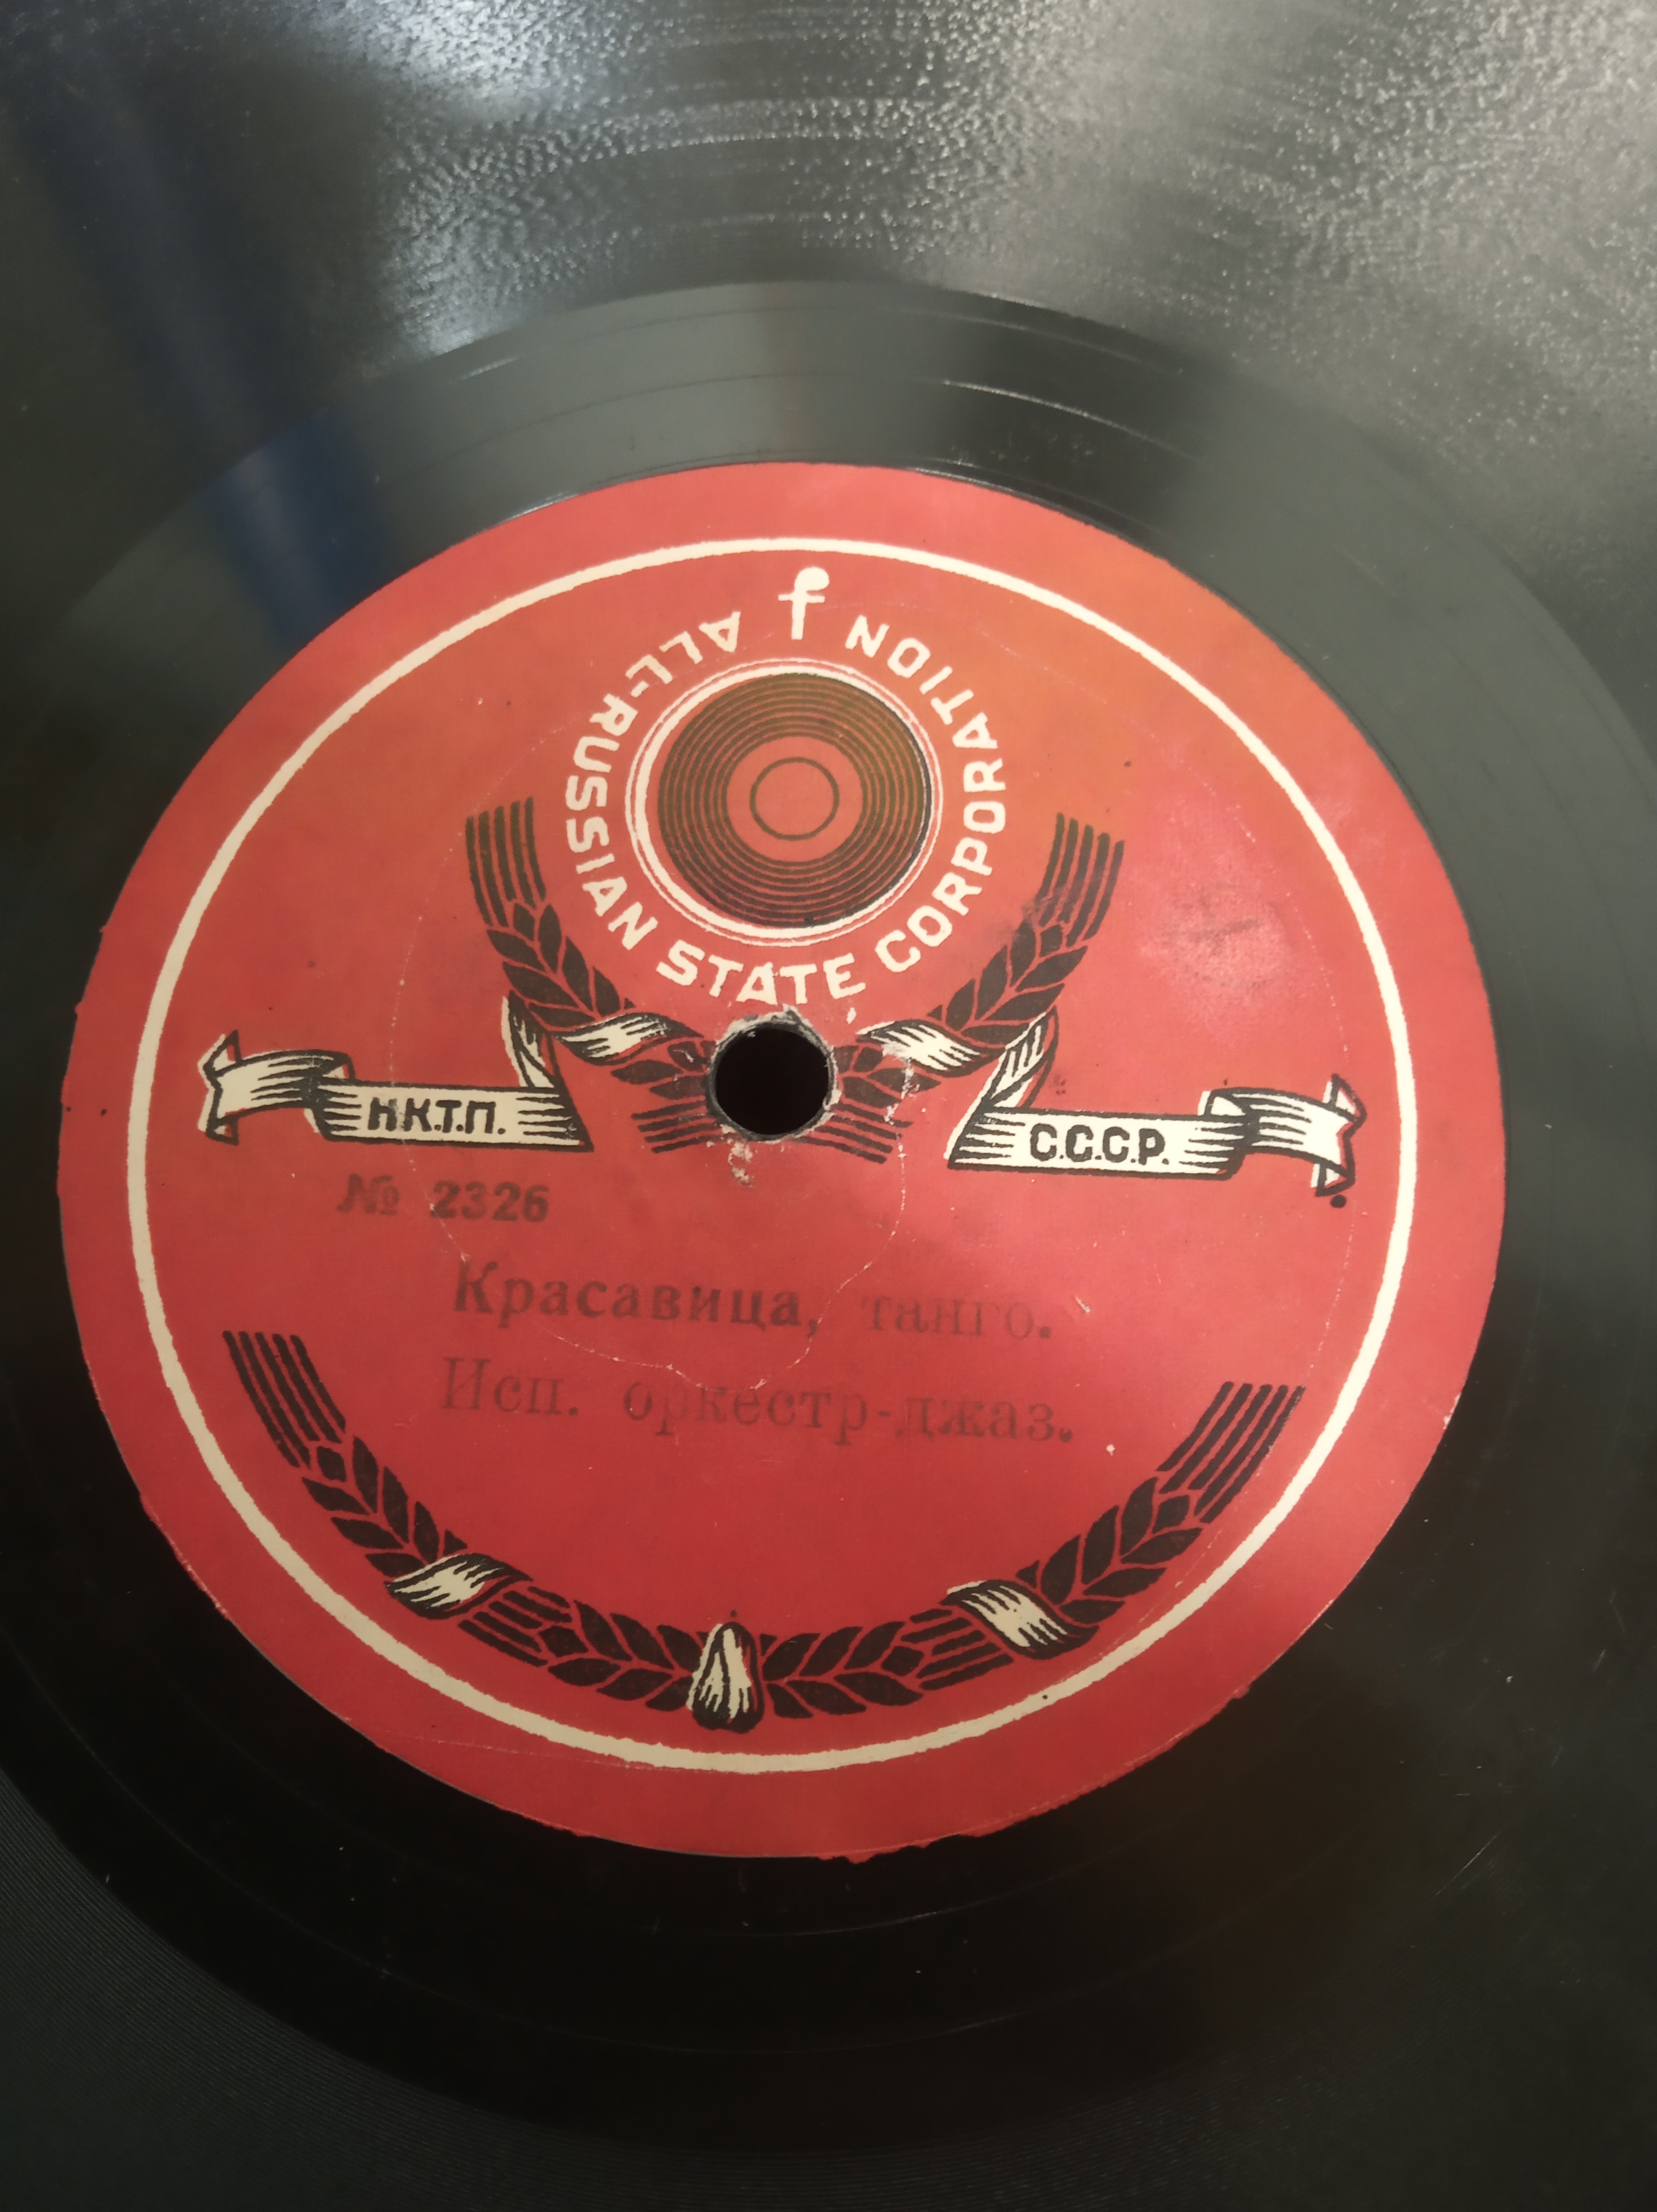 ALL-RUSSIAN STATE CORPORATION
Н.К.Т.П.
С.С.С.Р.
№ 2326
Красавица, танго.
Исп. оркестр-джаз.